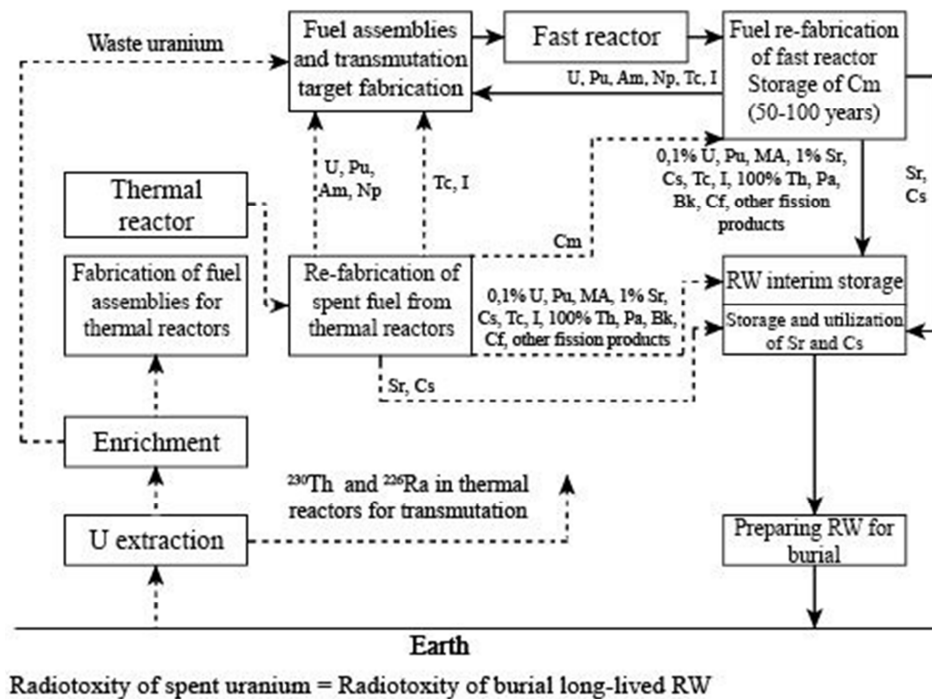 Waste uranium
Fuel assemblies
and transmutation
target fabrication
Fast reactor
Fuel re-fabrication
of fast reactor
Storage of Cm
(50-100 years)
U, Pu, Am, Np, Tc, I
U, Pu,
Am, Np
Tc, I
Cm
0,1% U, Pu, MA, 1% Sr,
Cs, Tc, I, 100% Th, Pa,
Bk, Cf, other fission
products
Sr,
Cs
Thermal
reactor
Fabrication of fuel
assemblies for
thermal reactors
Re-fabrication of
spent fuel from
thermal reactors
0,1% U, Pu, MA, 1% Sr,
Cs, Tc, I, 100% Th, Pa, Bk,
Cf, other fission products
Sr, Cs
RW interim storage
Storage and utilization
of Sr and Cs
Enrichment
²³⁰Th and ²²⁶Ra in thermal
reactors for transmutation
U extraction
Preparing RW for
burial
Earth
Radiotoxity of spent uranium = Radiotoxity of burial long-lived RW